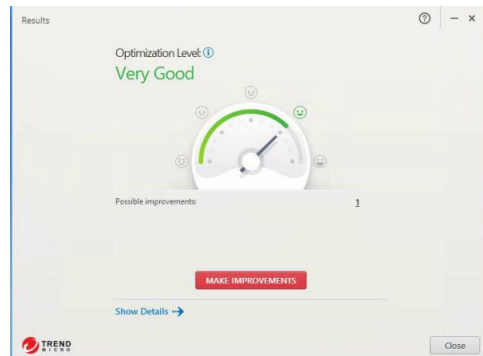 Results
Optimization Level:
Very Good
Possible improvements:
1
MAKE IMPROVEMENTS
Show Details
TREND
MICRO
Close